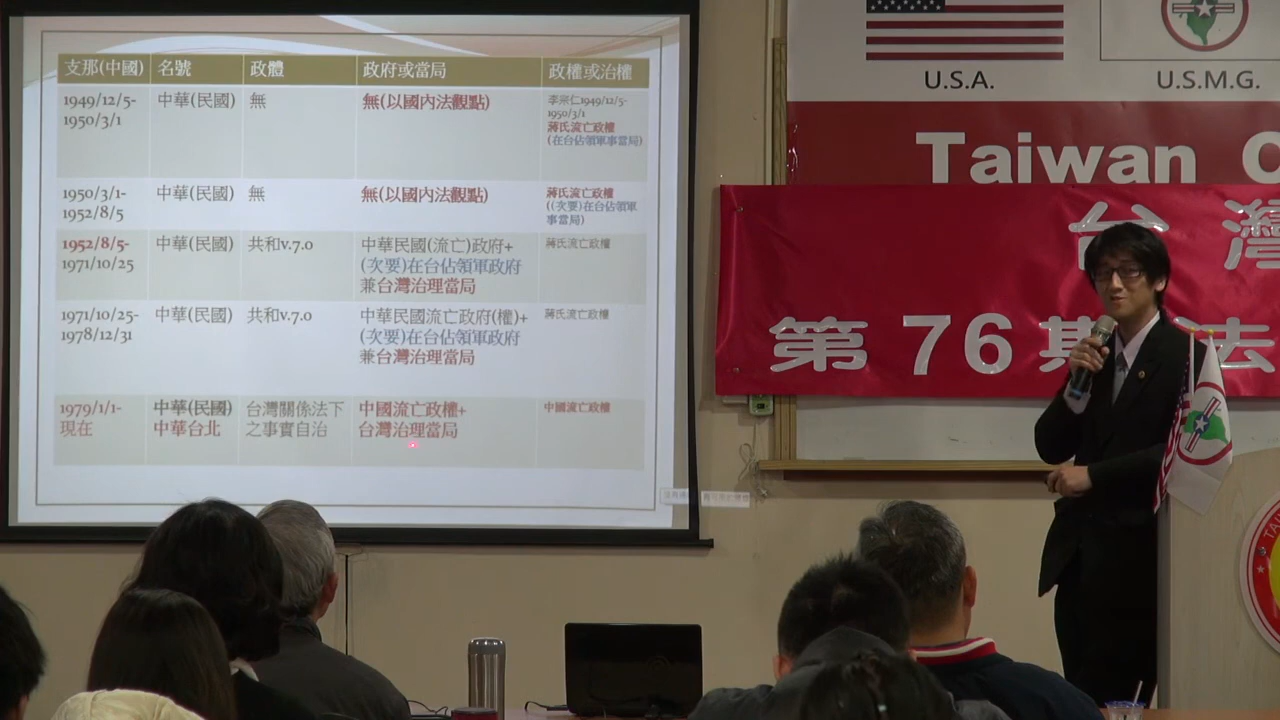 支那(中國) 名號 政體 政府或當局 政權或治權
1949/12/5-
1950/3/1
中華(民國)
無
無(以國內法觀點)
李宗仁1949/12/5-
1950/3/1
蔣氏流亡政權
(在台佔領軍事當局)
1950/3/1-
1952/8/5
中華(民國)
無
無(以國內法觀點)
蔣氏流亡政權
((次要)在台佔領軍
事當局)
1952/8/5-
1971/10/25
中華(民國)
共和v.7.0
中華民國(流亡)政府+
(次要)在台佔領軍政府
兼台灣治理當局
蔣氏流亡政權
1971/10/25-
1978/12/31
中華(民國)
共和v.7.0
中華民國流亡政府(權)+
(次要)在台佔領軍政府
兼台灣治理當局
蔣氏流亡政權
1979/1/1-
現在
中華(民國)
中華台北
台灣關係法下
之事實自治
中國流亡政權+
台灣治理當局
中國流亡政權
U.S.A.
U.S.M.G.
Taiwan C
台灣
第76期法